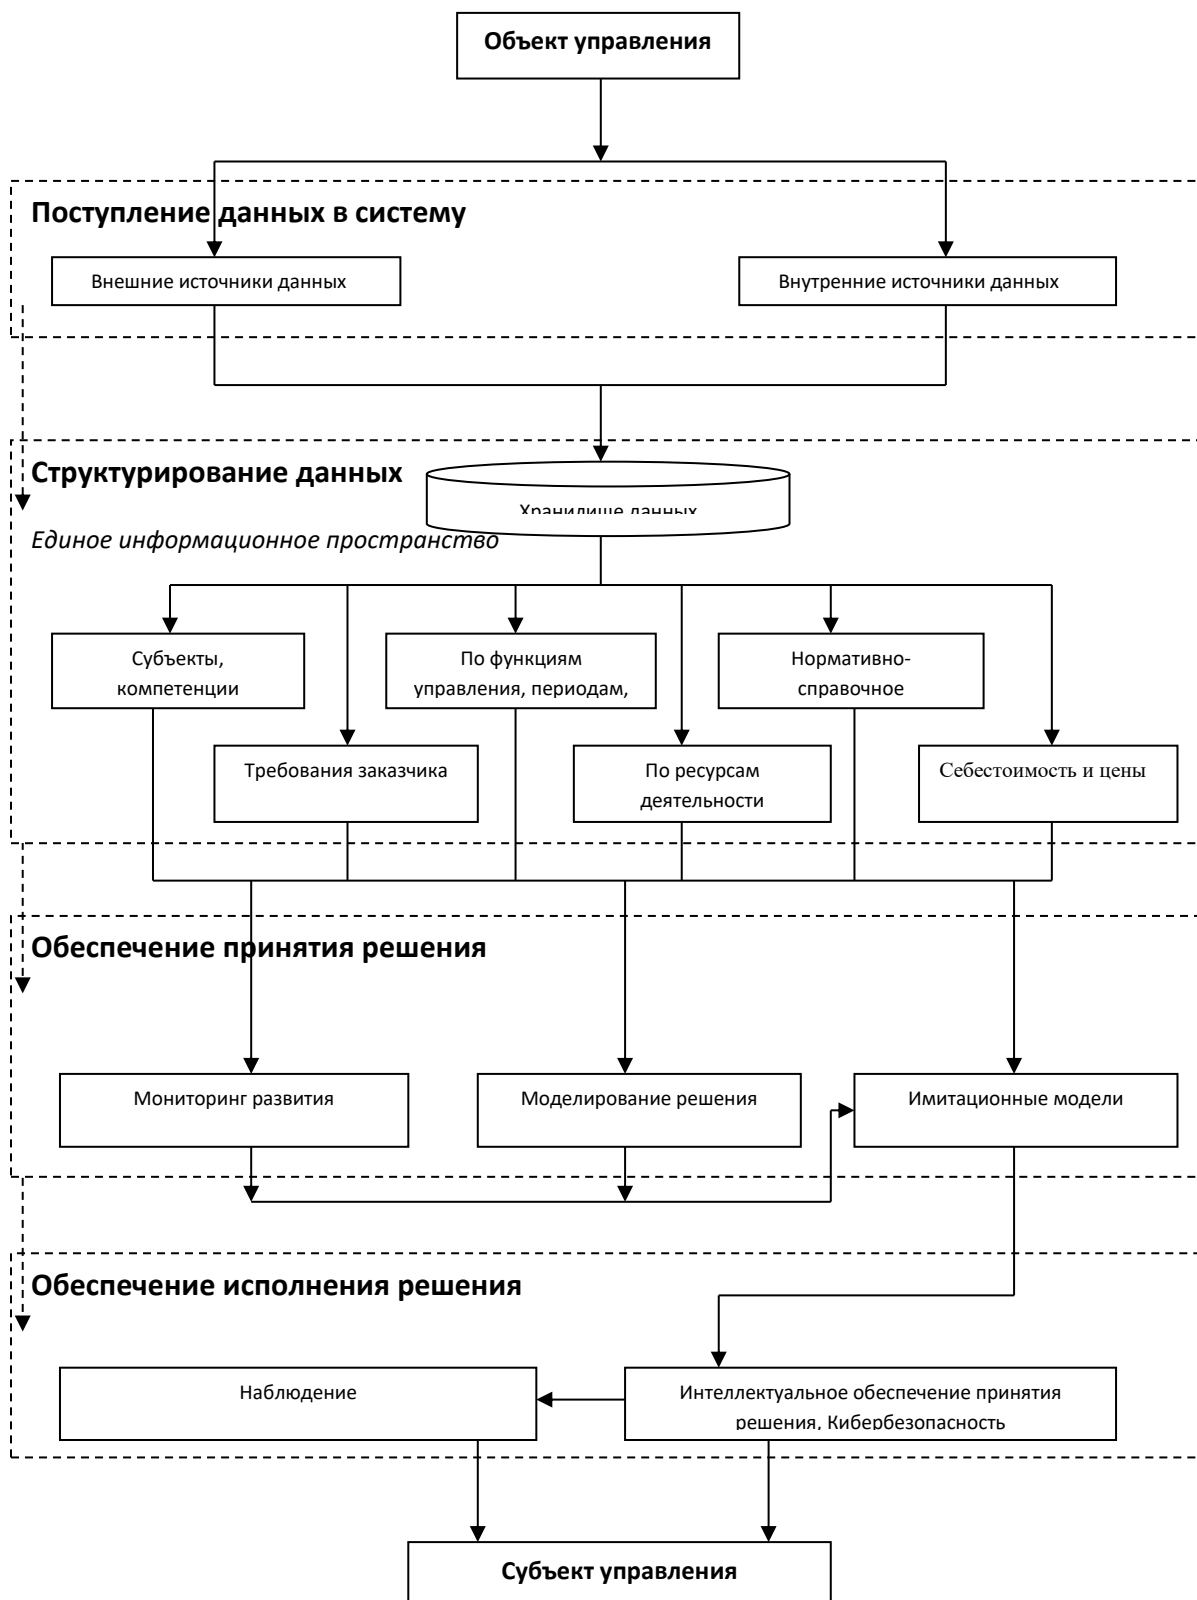 Объект управления
Поступление данных в систему
Внешние источники данных
Внутренние источники данных
Структурирование данных
Хранилище данных
Единое информационное пространство
Субъекты,
компетенции
По функциям
управления, периодам,
Нормативно-
справочное
Требования заказчика
По ресурсам
деятельности
Себестоимость и цены
Обеспечение принятия решения
Мониторинг развития
Моделирование решения
Имитационные модели
Обеспечение исполнения решения
Наблюдение
Интеллектуальное обеспечение принятия
решения, Кибербезопасность
Субъект управления